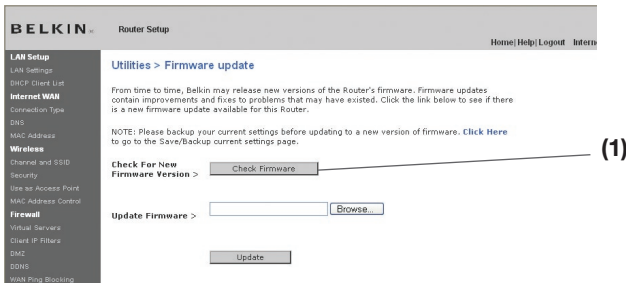 BELKIN® Router Setup
Home|Help|Logout Intern
LAN Setup
LAN Settings
DHCP Client List
Internet WAN
Connection Type
DNS
MAC Address
Wireless
Channel and SSID
Security
Use as Access Point
MAC Address Control
Firewall
Virtual Servers
Client IP Filters
DMZ
DDNS
WAN Ping Blocking
Utilities > Firmware update
From time to time, Belkin may release new versions of the Router's firmware. Firmware updates
contain improvements and fixes to problems that may have existed. Click the link below to see if there
is a new firmware update available for this Router.
NOTE: Please backup your current settings before updating to a new version of firmware. Click Here
to go to the Save/Backup current settings page.
Check For New
Firmware Version >
Check Firmware
(1)
Update Firmware >
Browse...
Update